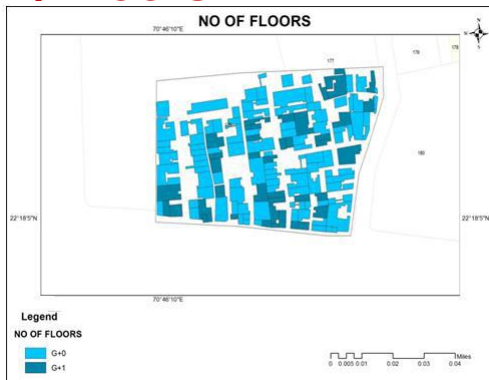 NO OF FLOORS
70°46'10"E
N
N
177
178
179
180
22°18'5"N
22°18'5"N
70°46'10"E
Legend
NO OF FLOORS
G+0
G+1
Miles
0 0.005 0.01 0.02 0.03 0.04